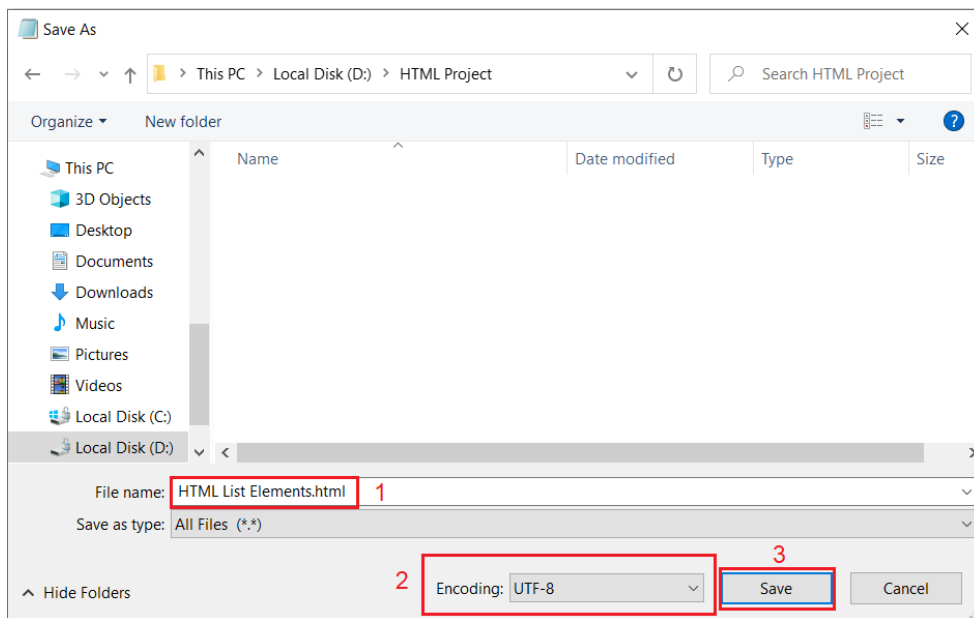 Save As
This PC > Local Disk (D:) > HTML Project
Search HTML Project
Organize
New folder
?
Name
Date modified
Type
Size
This PC
3D Objects
Desktop
Documents
Downloads
Music
Pictures
Videos
Local Disk (C:)
Local Disk (D:)
File name: HTML List Elements.html 1
Save as type: All Files (*.*)
3
Hide Folders 2 Encoding: UTF-8 Save Cancel